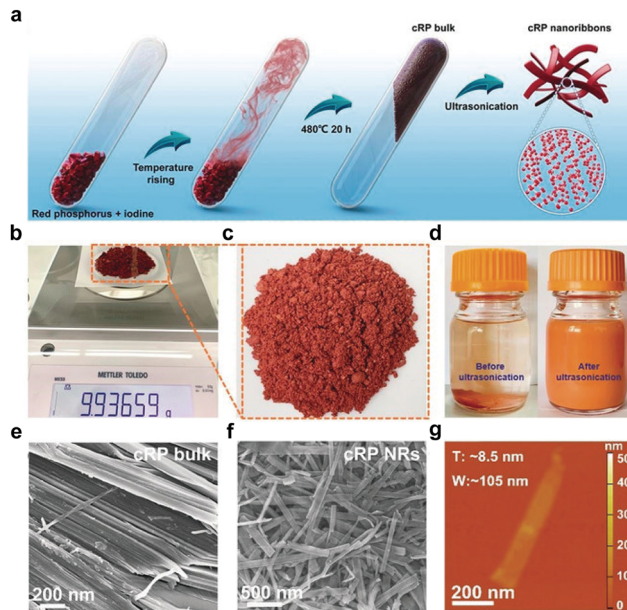 a
cRP bulk
cRP nanoribbons
Ultrasonication
480℃ 20 h
Temperature
rising
Red phosphorus + iodine
b
c
d
METTLER TOLEDO
9.93659 g
Before
ultrasonication
After
ultrasonication
e
cRP bulk
200 nm
f
cRP NRs
500 nm
g
T: ~8.5 nm
W:~105 nm
200 nm
nm
50
40
30
20
10
0